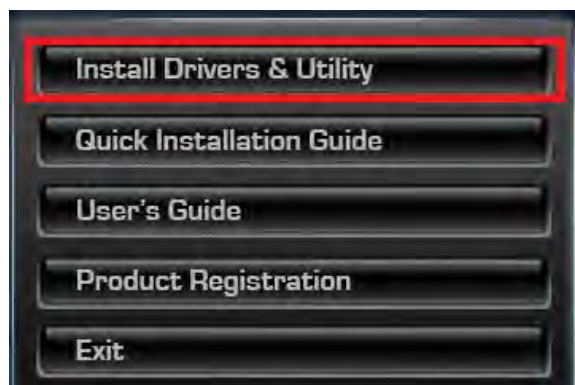 Install Drivers & Utility
Quick Installation Guide
User's Guide
Product Registration
Exit